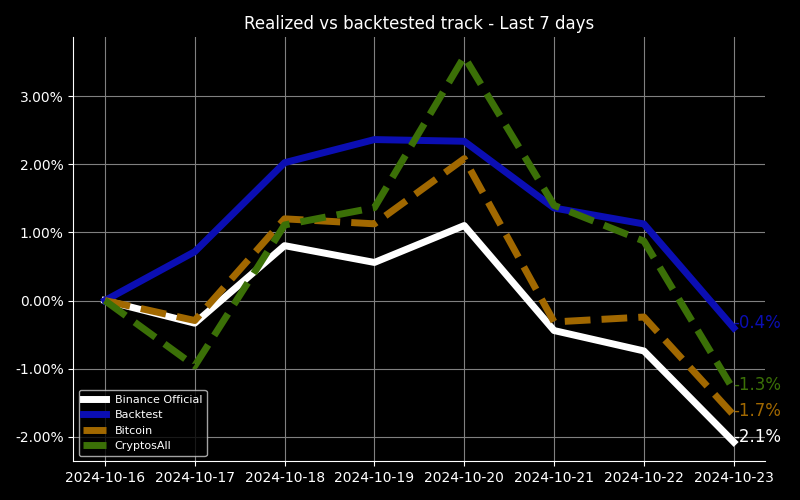 Realized vs backtested track - Last 7 days
3.00%
2.00%
1.00%
0.00%
-1.00%
-2.00%
-0.4%
-1.3%
-1.7%
-2.1%
Binance Official
Backtest
Bitcoin
CryptosAll
2024-10-16 2024-10-17 2024-10-18 2024-10-19 2024-10-20 2024-10-21 2024-10-22 2024-10-23